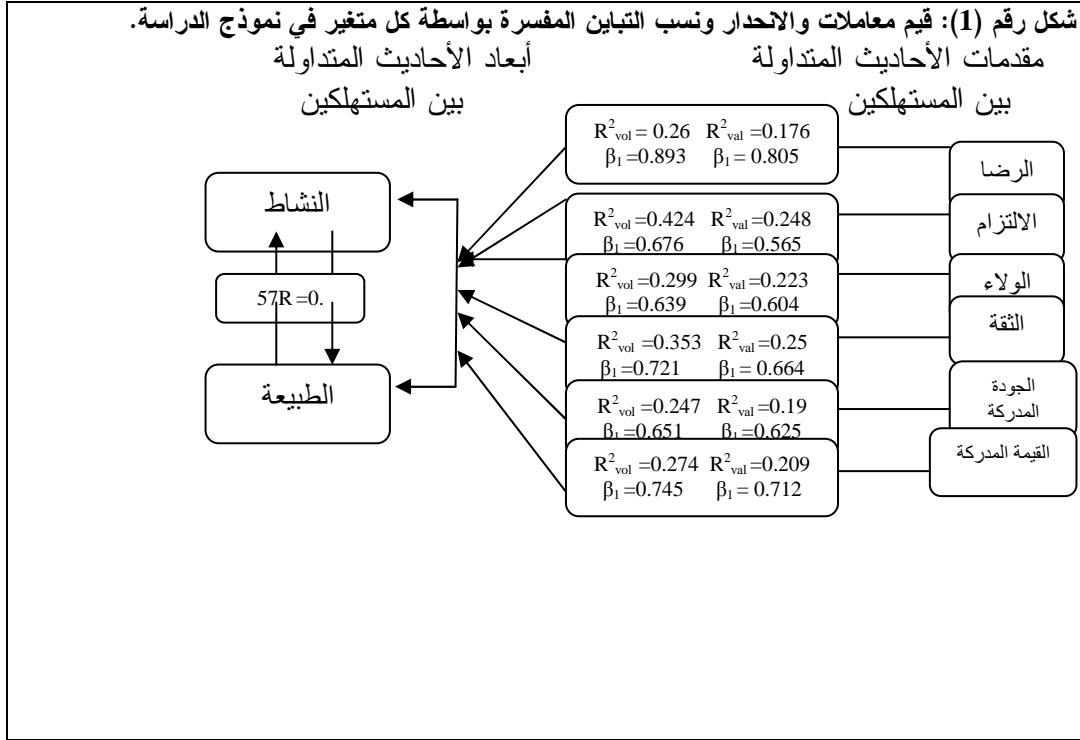 شكل رقم (1): قيم معاملات والانحدار ونسب التباين المفسرة بواسطة كل متغير في نموذج الدراسة.
مقدمات الأحاديث المتداولة
بين المستهلكين
أبعاد الأحاديث المتداولة
بين المستهلكين
الرضا
R²vol = 0.26 R²val =0.176
β₁ =0.893 β₁ = 0.805
الالتزام
R²vol =0.424 R²val =0.248
β₁ =0.676 β₁ =0.565
الولاء
R²vol =0.299 R²val =0.223
β₁ =0.639 β₁ =0.604
الثقة
R²vol =0.353 R²val =0.25
β₁ =0.721 β₁ = 0.664
الجودة
المدركة
R²vol =0.247 R²val =0.19
β₁ =0.651 β₁ =0.625
القيمة المدركة
R²vol =0.274 R²val =0.209
β₁ =0.745 β₁ = 0.712
النشاط
57R =0.
الطبيعة